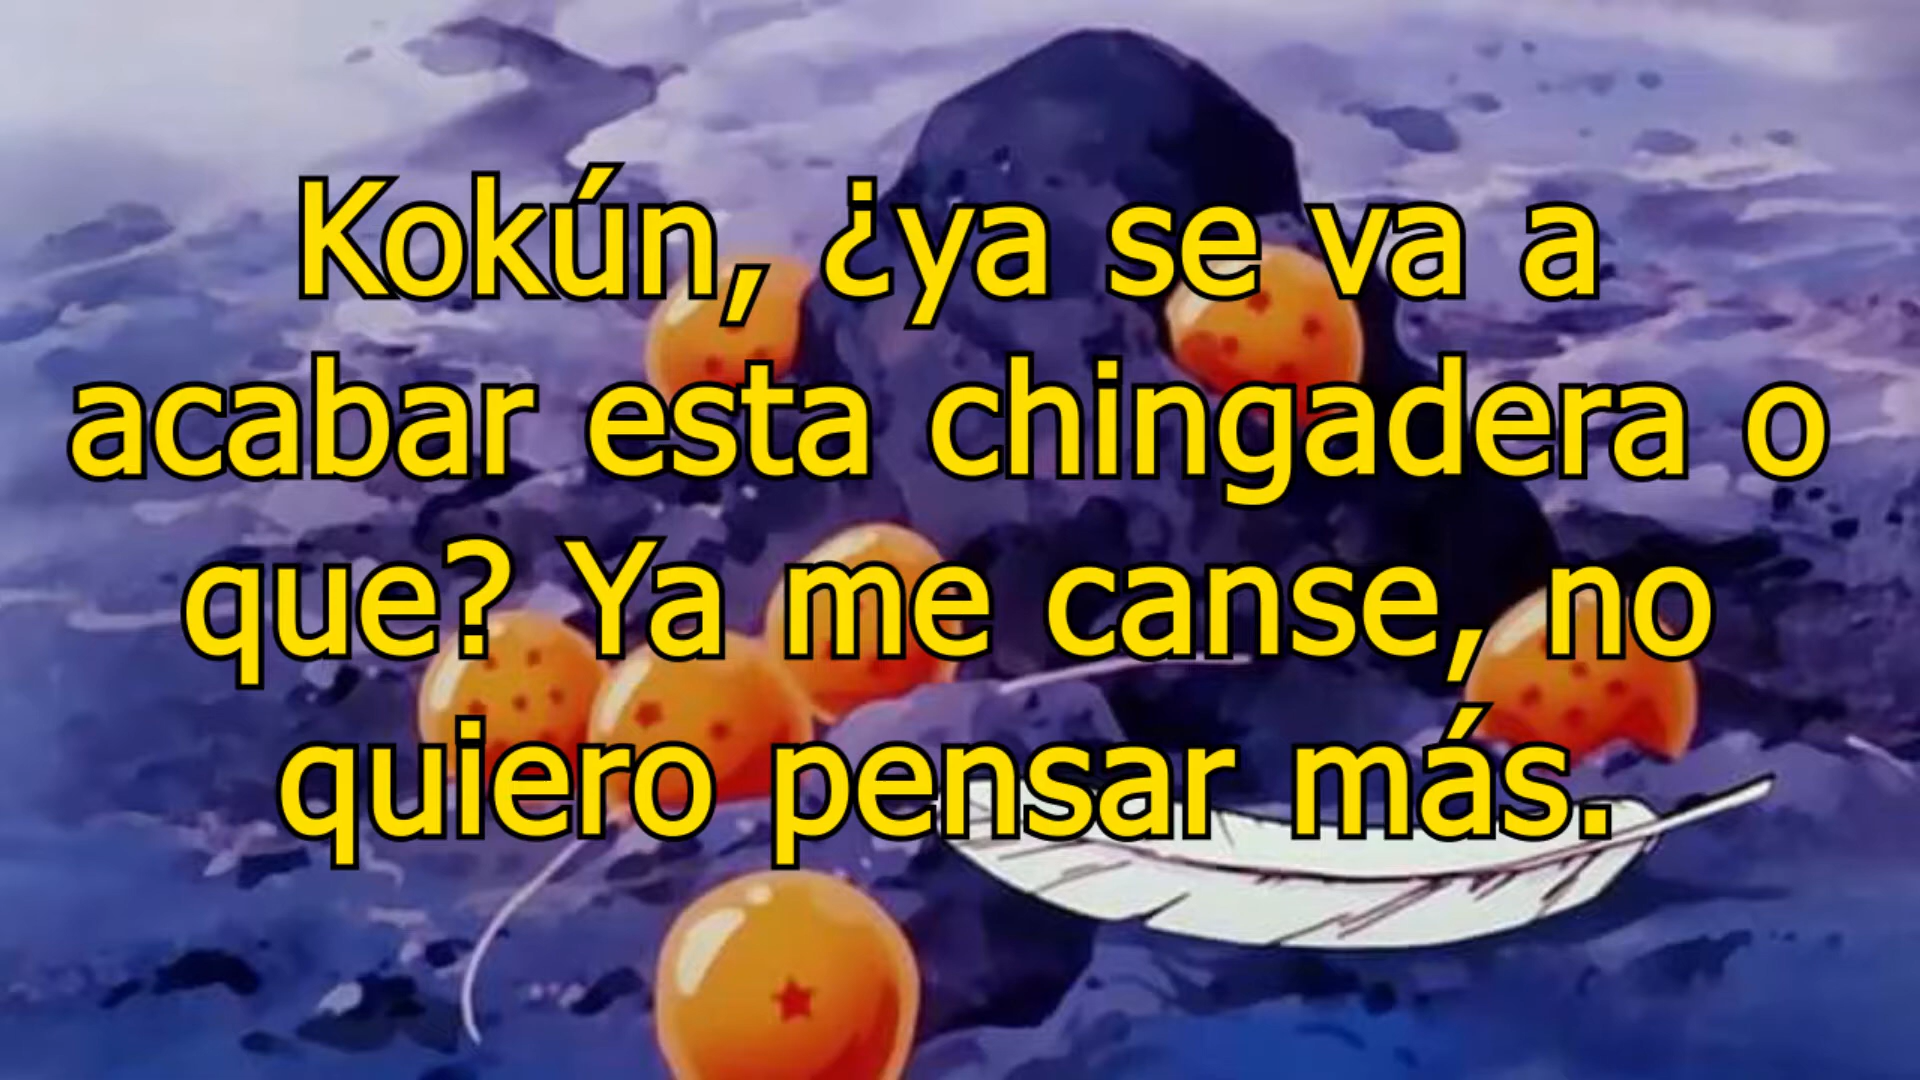 Kokún, ¿ya se va a
acabar esta chingadera o
que? Ya me canse, no
quiero pensar más.